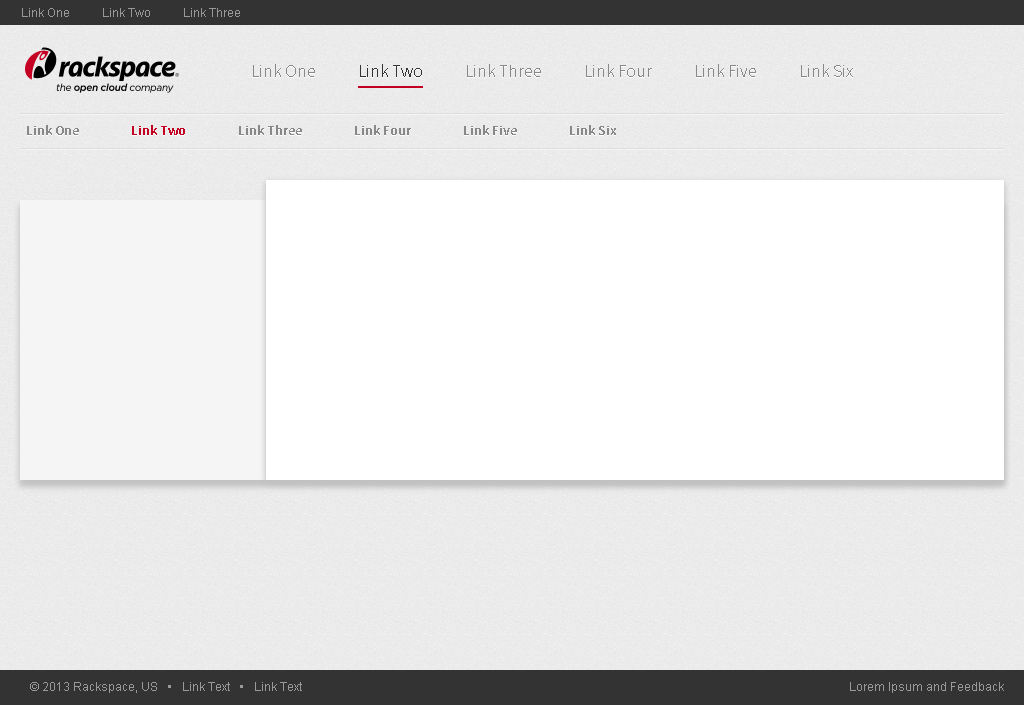 Link One Link Two Link Three
rackspace.
the open cloud company
Link One Link Two Link Three Link Four Link Five Link Six
Link One Link Two Link Three Link Four Link Five Link Six
© 2013 Rackspace, US • Link Text • Link Text Lorem Ipsum and Feedback